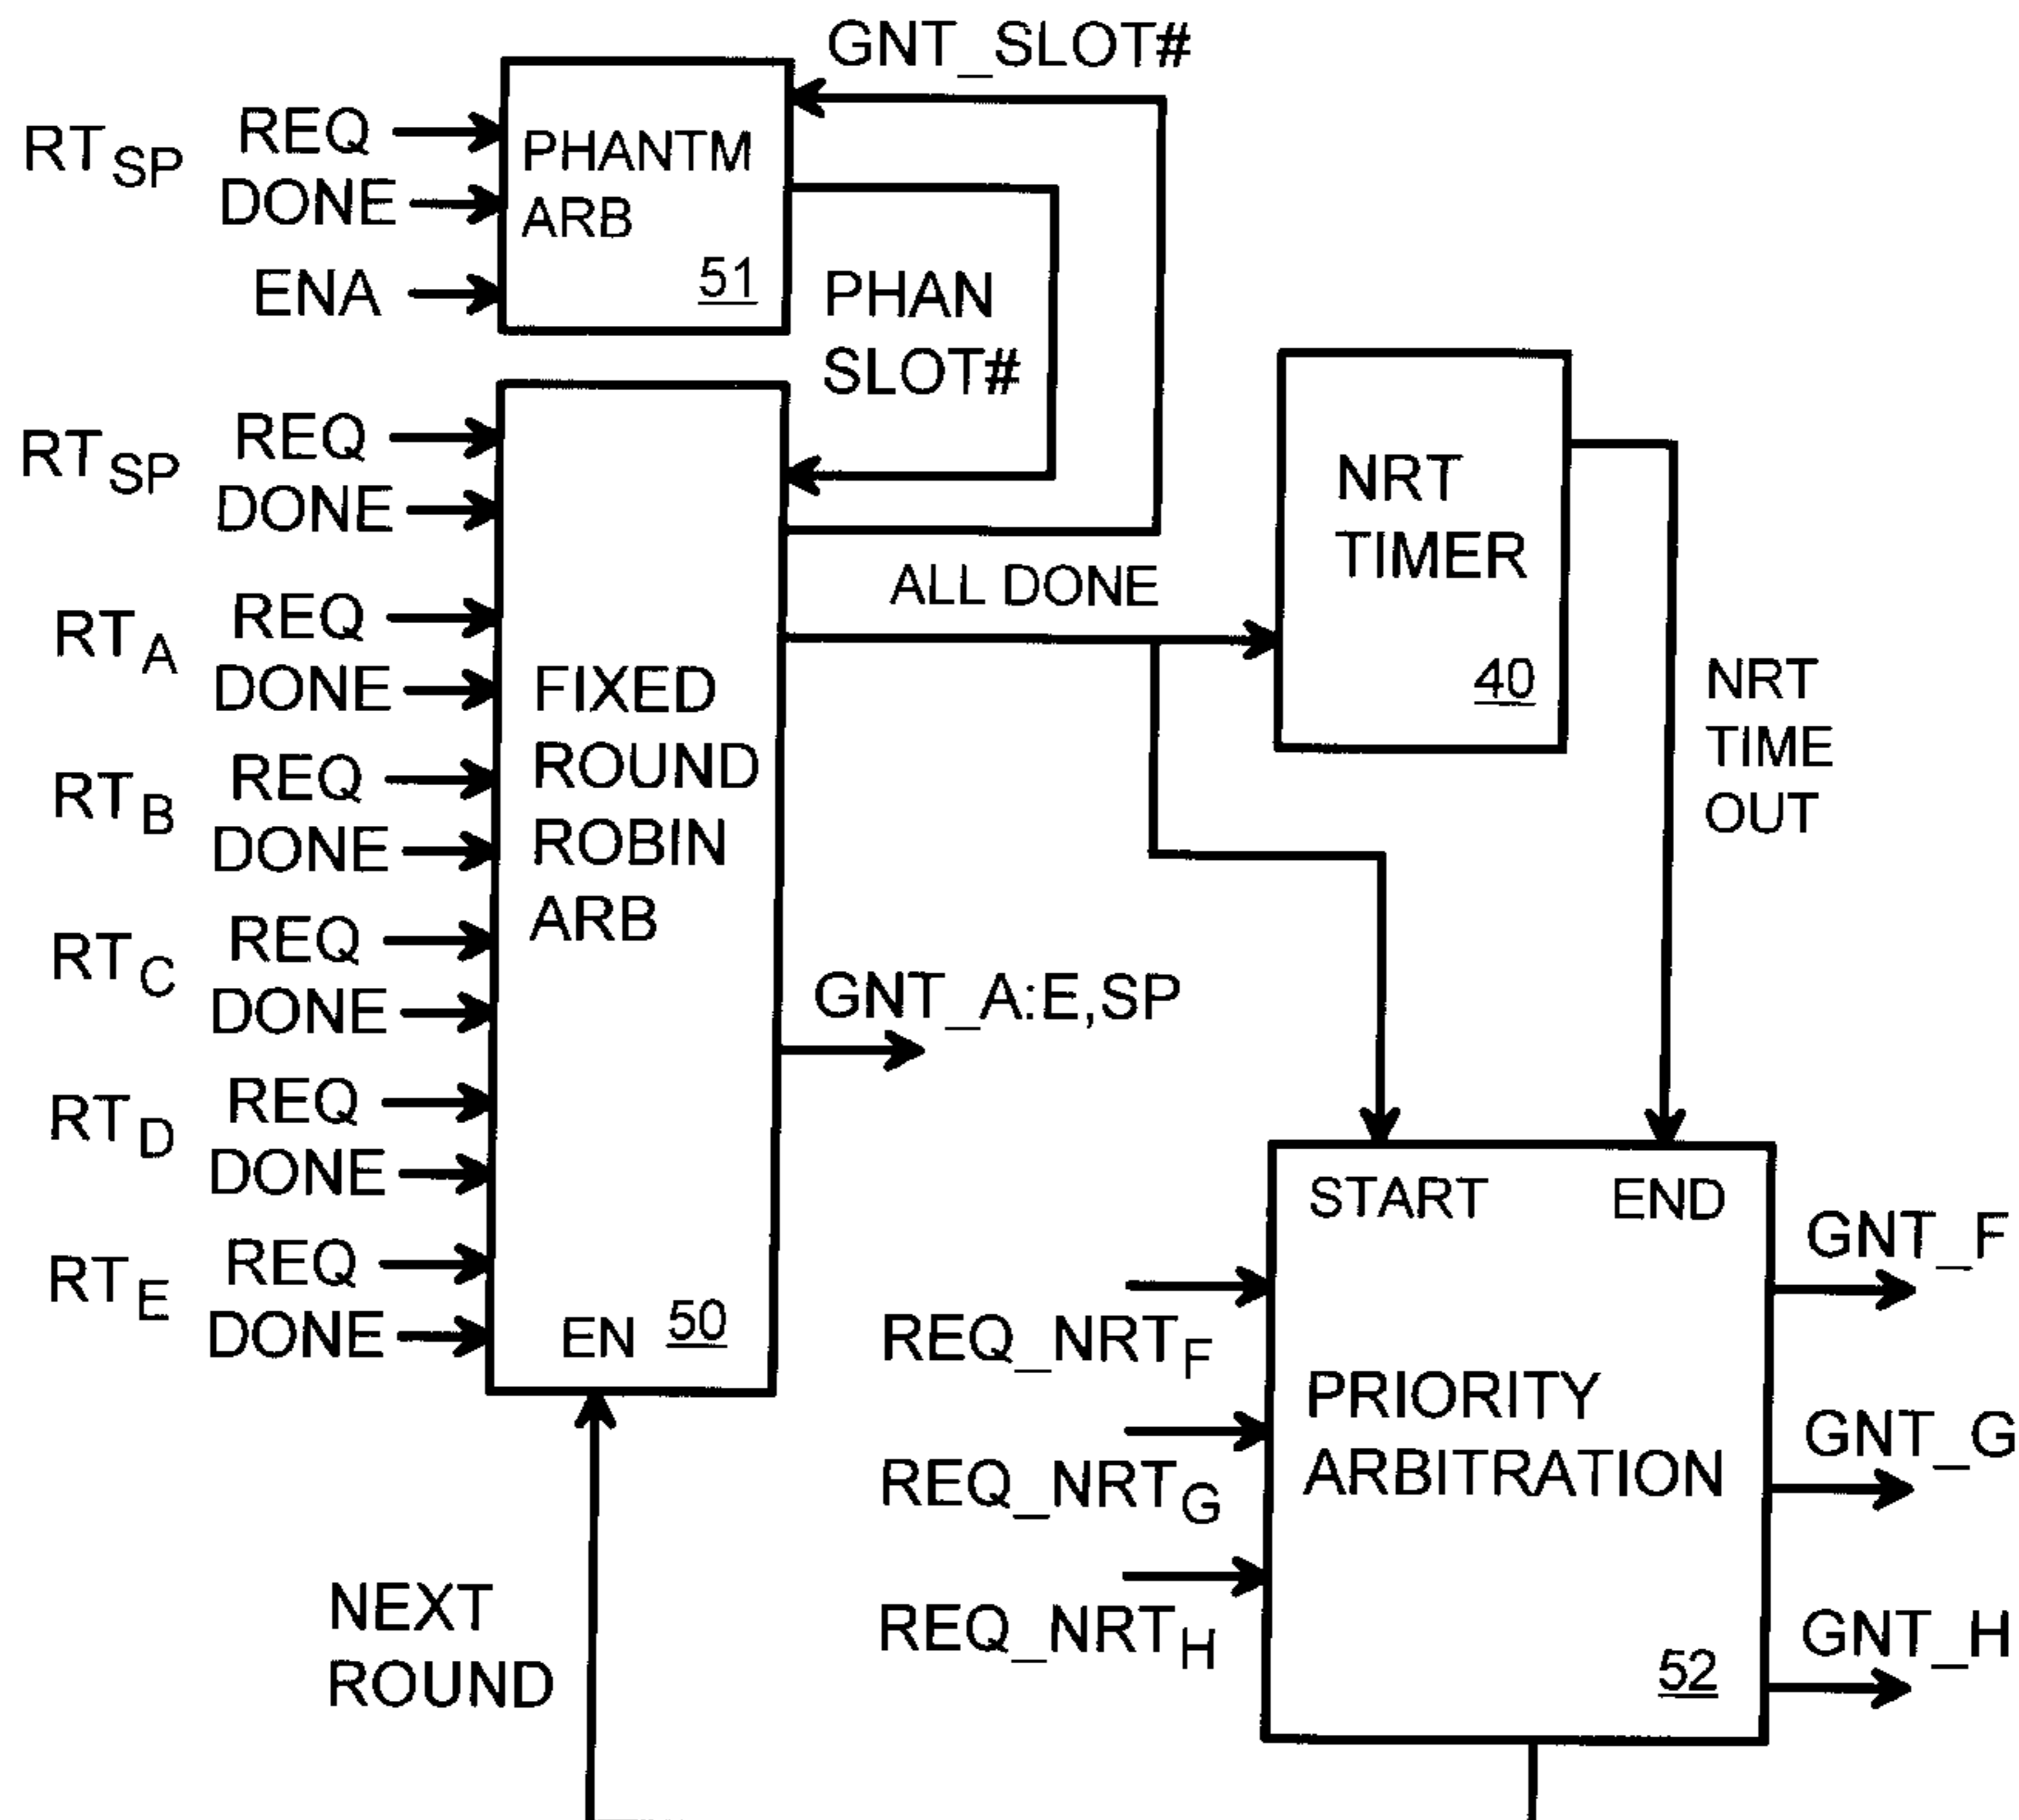 GNT_SLOT#
RT SP REQ
DONE
ENA
PHANTM
ARB
51
PHAN
SLOT#
RT SP REQ
DONE
RT A REQ
DONE
RT B REQ
DONE
RT C REQ
DONE
RT D REQ
DONE
RT E REQ
DONE
FIXED
ROUND
ROBIN
ARB
EN 50
ALL DONE
NRT
TIMER
40
NRT
TIME
OUT
GNT_A:E,SP
START END
REQ_NRT F
REQ_NRT G
REQ_NRT H
PRIORITY
ARBITRATION
52
GNT_F
GNT_G
GNT_H
NEXT
ROUND